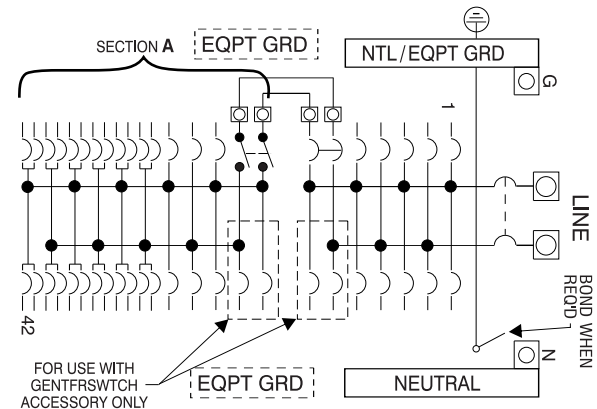 SECTION A
EQPT GRD
NTL/EQPT GRD
G
1
LINE
42
BOND WHEN
REQ'D
FOR USE WITH
GENTFRSWTCH
ACCESSORY ONLY
EQPT GRD
NEUTRAL
N